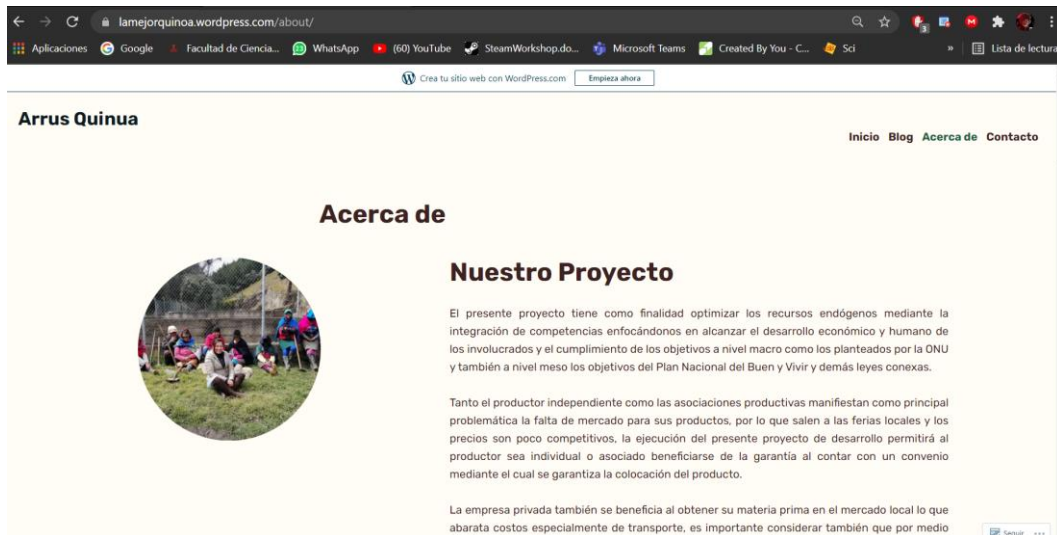 lamejorquinoa.wordpress.com/about/
Aplicaciones Google Facultad de Ciencia... WhatsApp (60) YouTube SteamWorkshop.do... Microsoft Teams Created By You - C... Sci » Lista de lectura
Crea tu sitio web con WordPress.com Empieza ahora
Arrus Quinua
Inicio Blog Acerca de Contacto
Acerca de
Nuestro Proyecto
El presente proyecto tiene como finalidad optimizar los recursos endógenos mediante la
integración de competencias enfocándonos en alcanzar el desarrollo económico y humano de
los involucrados y el cumplimiento de los objetivos a nivel macro como los planteados por la ONU
y también a nivel meso los objetivos del Plan Nacional del Buen y Vivir y demás leyes conexas.
Tanto el productor independiente como las asociaciones productivas manifiestan como principal
problemática la falta de mercado para sus productos, por lo que salen a las ferias locales y los
precios son poco competitivos, la ejecución del presente proyecto de desarrollo permitirá al
productor sea individual o asociado beneficiarse de la garantía al contar con un convenio
mediante el cual se garantiza la colocación del producto.
La empresa privada también se beneficia al obtener su materia prima en el mercado local lo que
abarata costos especialmente de transporte, es importante considerar también que por medio
Seguir ...